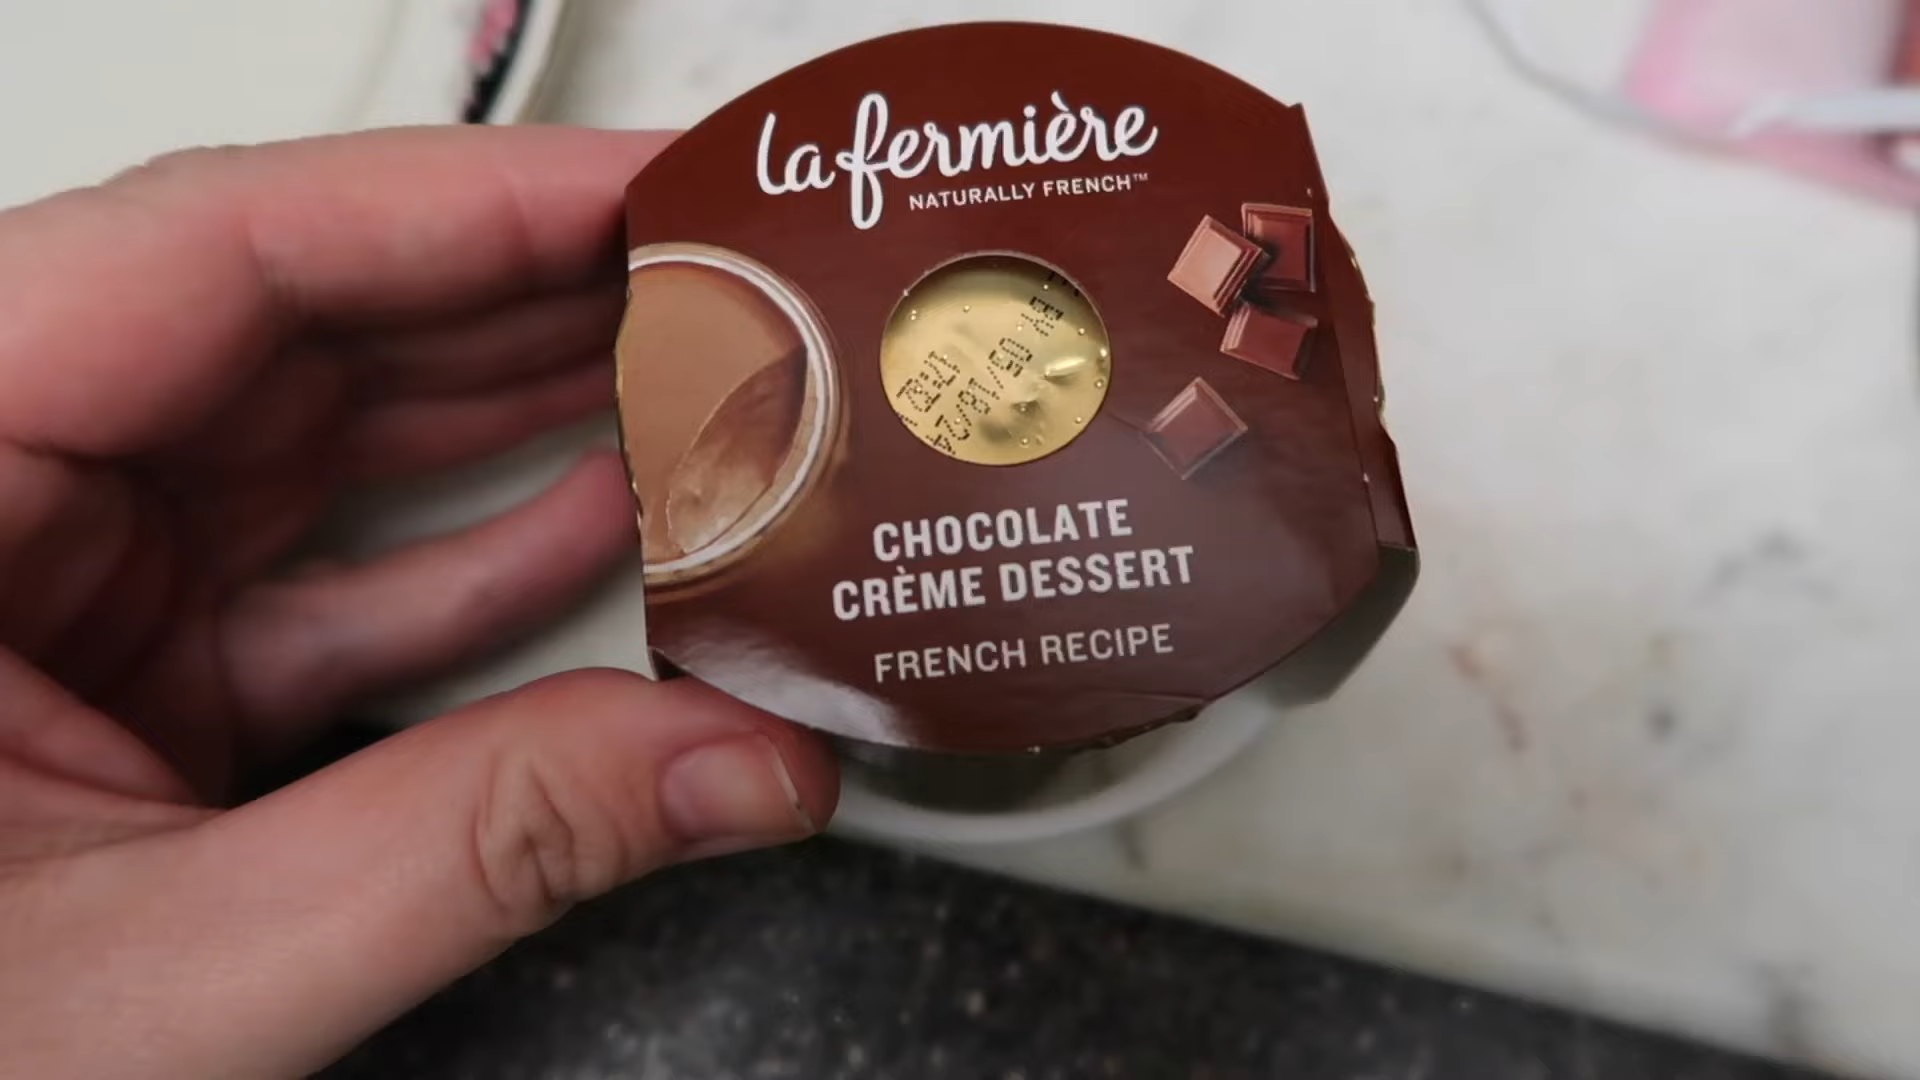 la fermière
NATURALLY FRENCH™
CHOCOLATE
CRÈME DESSERT
FRENCH RECIPE